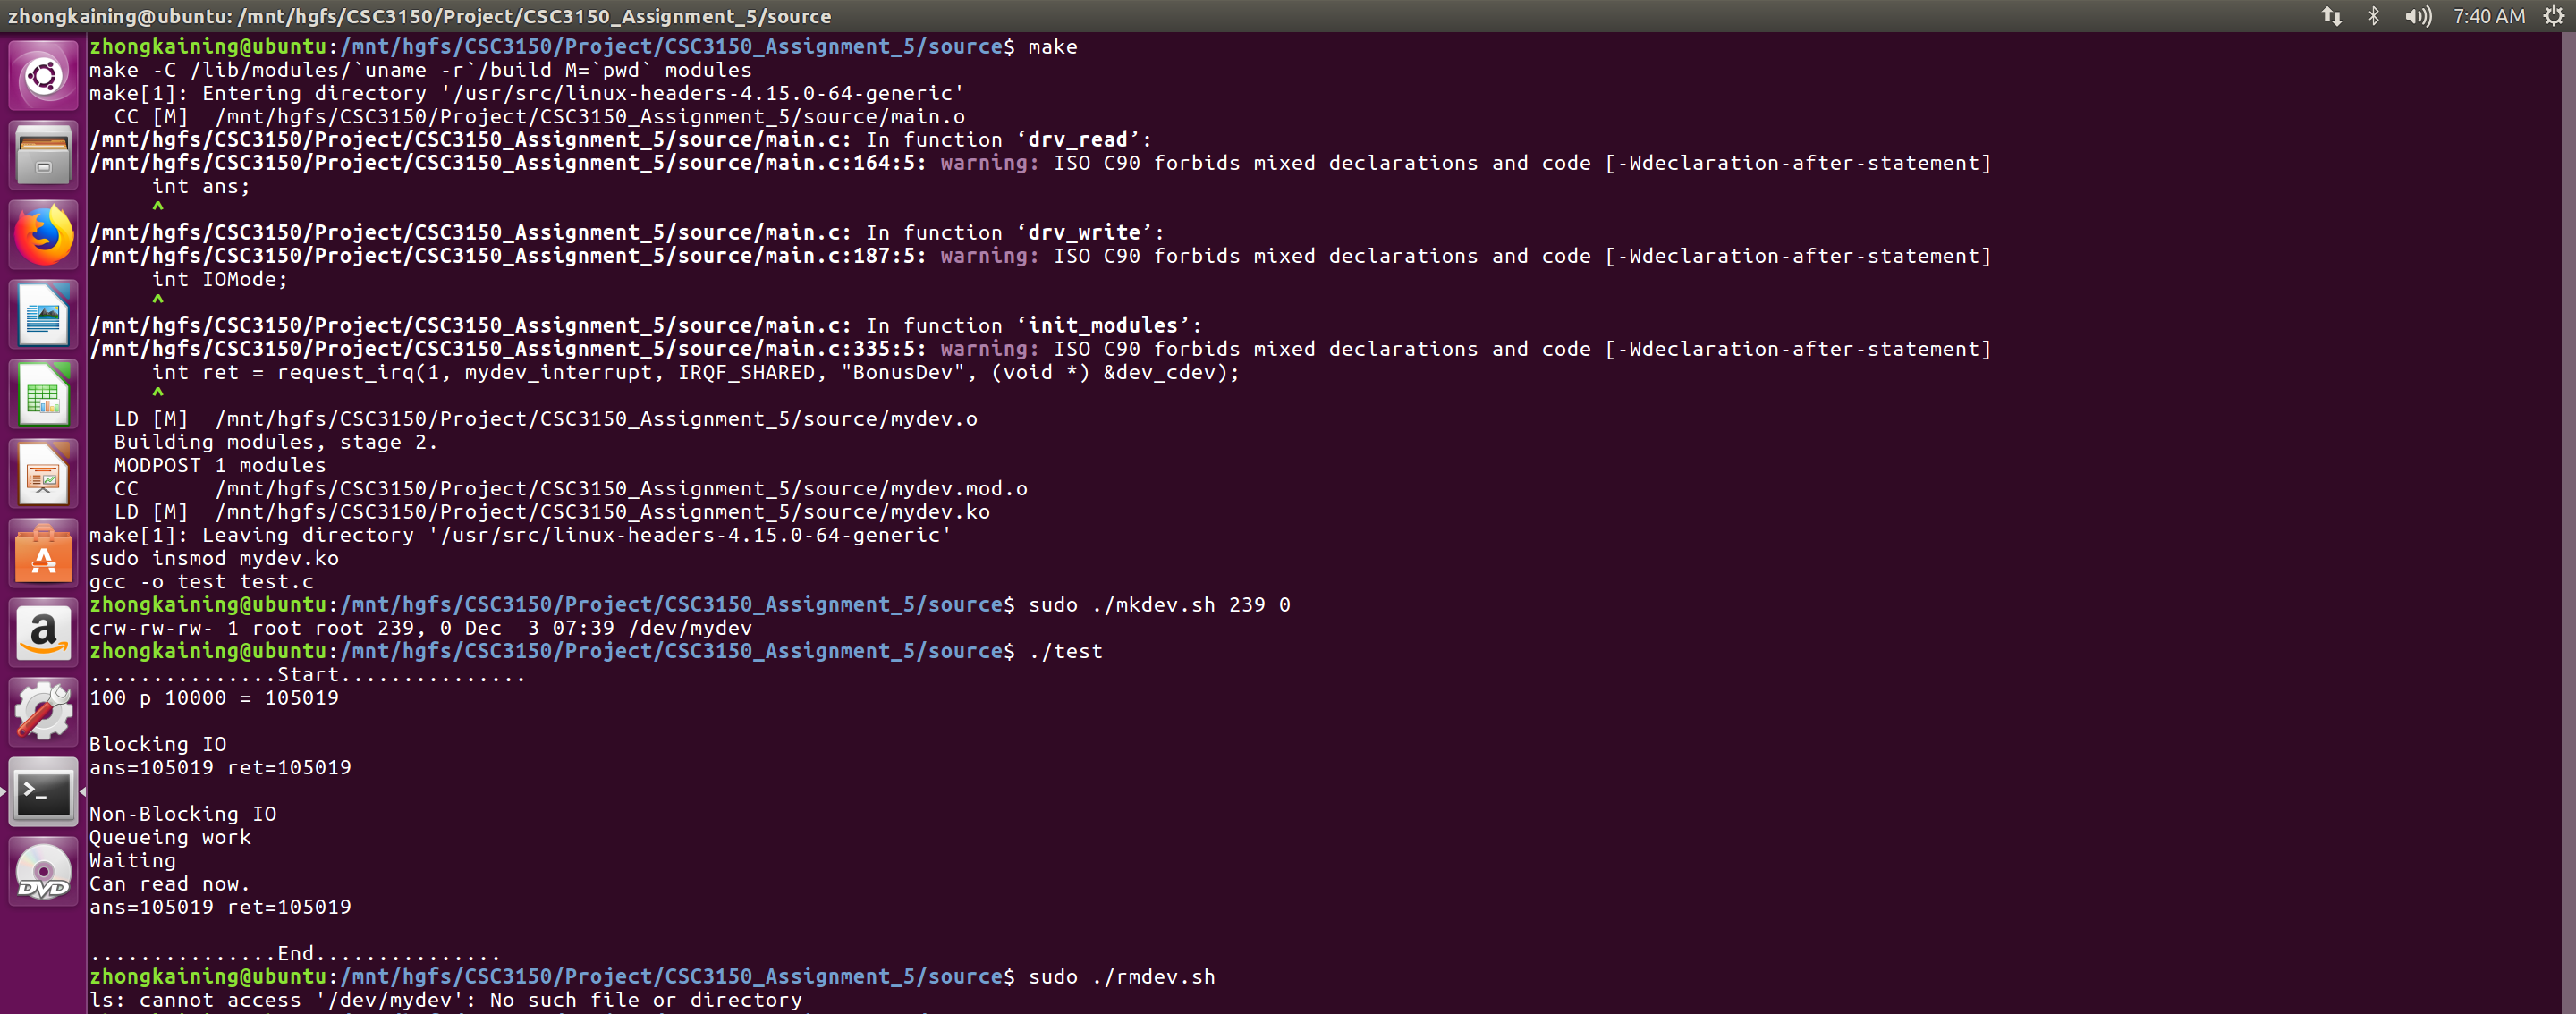 zhongkaining@ubuntu: /mnt/hgfs/CSC3150/Project/CSC3150_Assignment_5/source
7:40 AM
zhongkaining@ubuntu:/mnt/hgfs/CSC3150/Project/CSC3150_Assignment_5/source$ make
make -C /lib/modules/`uname -r`/build M=`pwd` modules
make[1]: Entering directory '/usr/src/linux-headers-4.15.0-64-generic'
  CC [M]  /mnt/hgfs/CSC3150/Project/CSC3150_Assignment_5/source/main.o
/mnt/hgfs/CSC3150/Project/CSC3150_Assignment_5/source/main.c: In function ‘drv_read’:
/mnt/hgfs/CSC3150/Project/CSC3150_Assignment_5/source/main.c:164:5: warning: ISO C90 forbids mixed declarations and code [-Wdeclaration-after-statement]
     int ans;
     ^
/mnt/hgfs/CSC3150/Project/CSC3150_Assignment_5/source/main.c: In function ‘drv_write’:
/mnt/hgfs/CSC3150/Project/CSC3150_Assignment_5/source/main.c:187:5: warning: ISO C90 forbids mixed declarations and code [-Wdeclaration-after-statement]
     int IOMode;
     ^
/mnt/hgfs/CSC3150/Project/CSC3150_Assignment_5/source/main.c: In function ‘init_modules’:
/mnt/hgfs/CSC3150/Project/CSC3150_Assignment_5/source/main.c:335:5: warning: ISO C90 forbids mixed declarations and code [-Wdeclaration-after-statement]
     int ret = request_irq(1, mydev_interrupt, IRQF_SHARED, "BonusDev", (void *) &dev_cdev);
     ^
  LD [M]  /mnt/hgfs/CSC3150/Project/CSC3150_Assignment_5/source/mydev.o
  Building modules, stage 2.
  MODPOST 1 modules
  CC      /mnt/hgfs/CSC3150/Project/CSC3150_Assignment_5/source/mydev.mod.o
  LD [M]  /mnt/hgfs/CSC3150/Project/CSC3150_Assignment_5/source/mydev.ko
make[1]: Leaving directory '/usr/src/linux-headers-4.15.0-64-generic'
sudo insmod mydev.ko
gcc -o test test.c
zhongkaining@ubuntu:/mnt/hgfs/CSC3150/Project/CSC3150_Assignment_5/source$ sudo ./mkdev.sh 239 0
crw-rw-rw- 1 root root 239, 0 Dec  3 07:39 /dev/mydev
zhongkaining@ubuntu:/mnt/hgfs/CSC3150/Project/CSC3150_Assignment_5/source$ ./test
...............Start...............
100 p 10000 = 105019

Blocking IO
ans=105019 ret=105019

Non-Blocking IO
Queueing work
Waiting
Can read now.
ans=105019 ret=105019

...............End...............
zhongkaining@ubuntu:/mnt/hgfs/CSC3150/Project/CSC3150_Assignment_5/source$ sudo ./rmdev.sh
ls: cannot access '/dev/mydev': No such file or directory
DVD